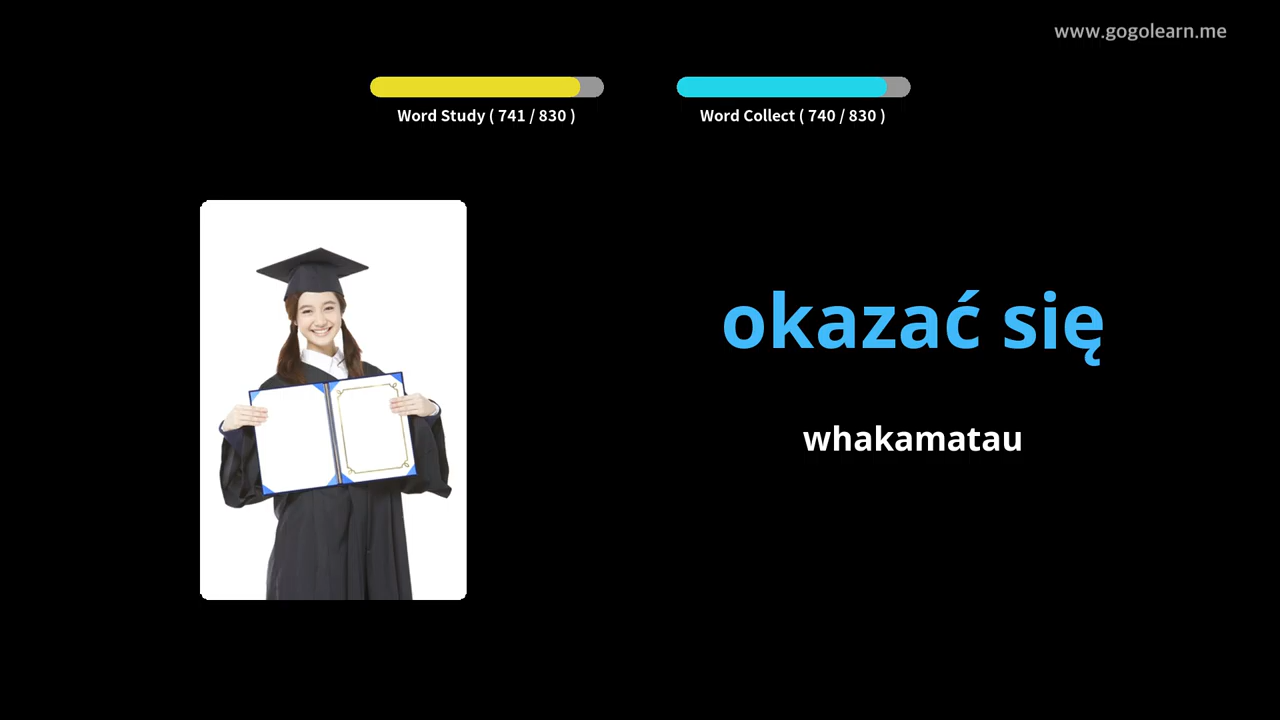 www.gogolearn.me
Word Study ( 741 / 830 )
Word Collect ( 740 / 830 )
okazać się
whakamatau